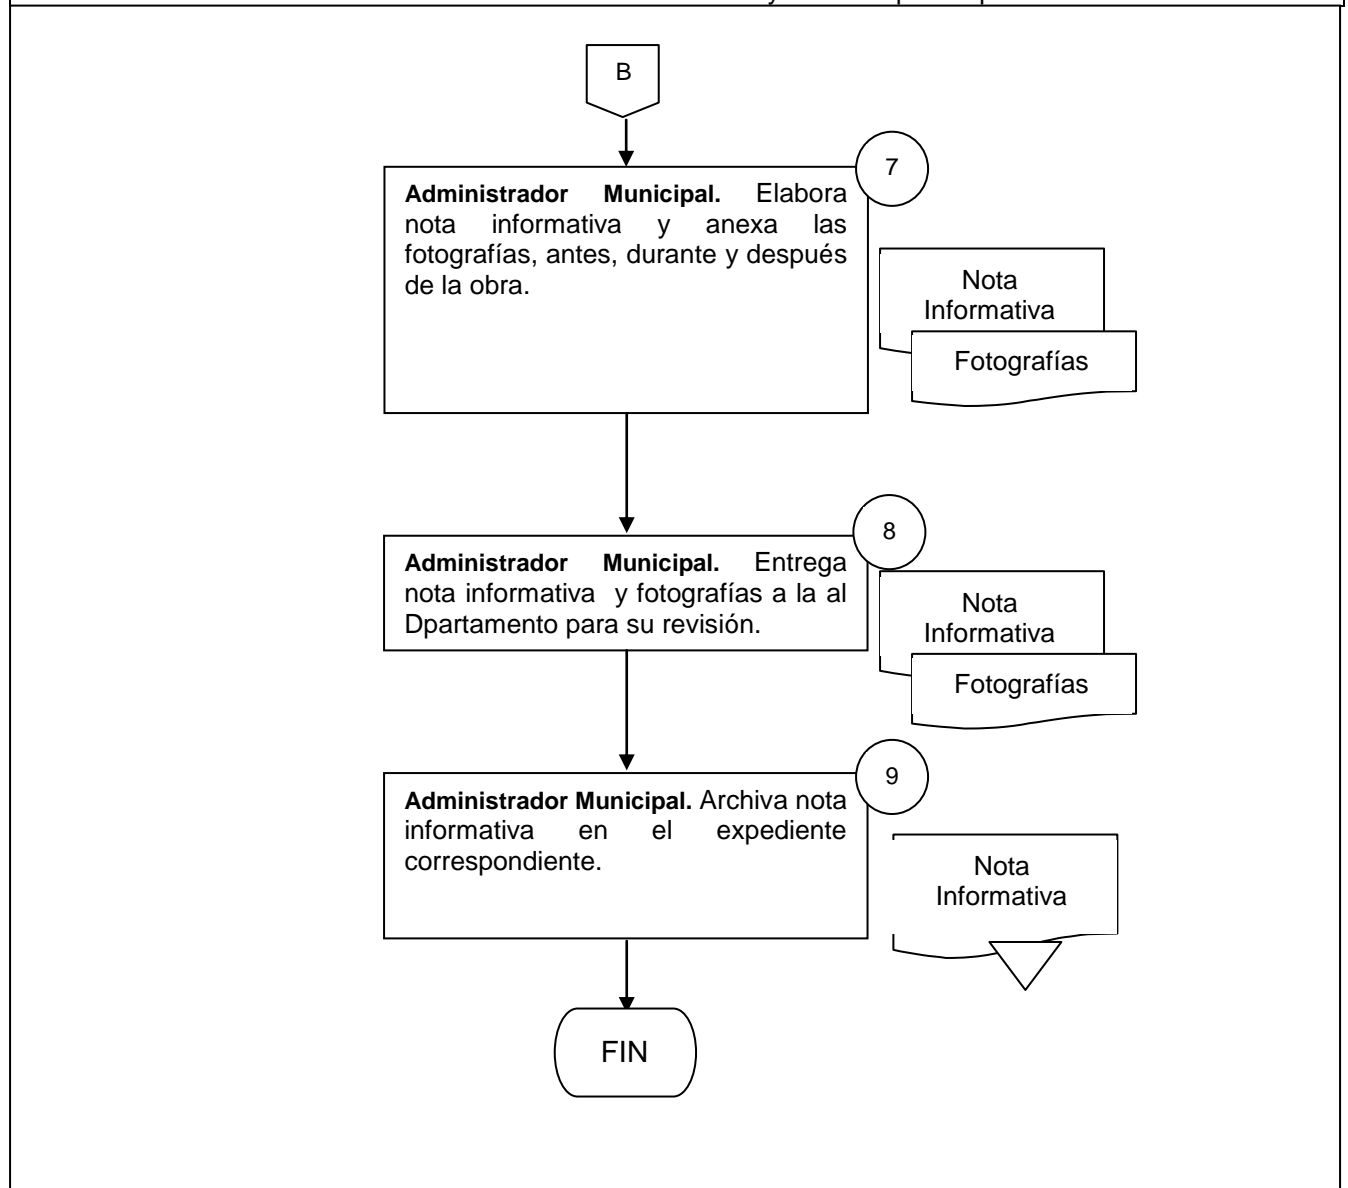 B
7
Administrador Municipal. Elabora
nota informativa y anexa las
fotografías, antes, durante y después
de la obra.
Nota
Informativa
Fotografías
8
Administrador Municipal. Entrega
nota informativa y fotografías a la al
Dpartamento para su revisión.
Nota
Informativa
Fotografías
9
Administrador Municipal. Archiva nota
informativa en el expediente
correspondiente.
Nota
Informativa
FIN